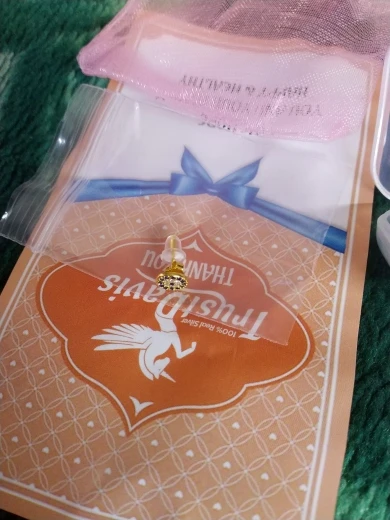 100% Real Silver
TrustDavis
THANK YOU
HAPPY & HEALTHY